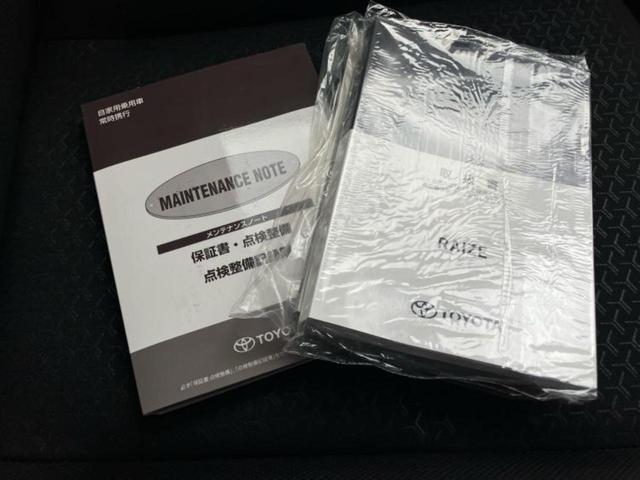 自家用乗用車
常時携行
MAINTENANCE NOTE
メンテナンスノート
保証書・点検整備
点検整備記録簿
TOYOTA
取扱書
RAIZE
TOYOTA